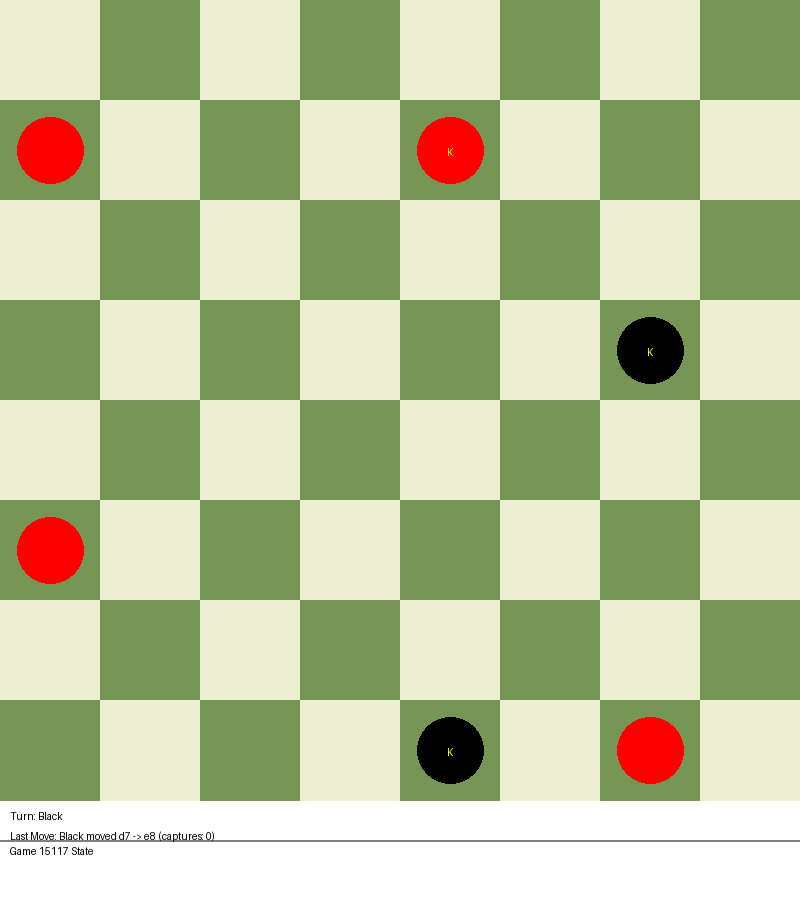 K
K
K
Turn: Black
Last Move: Black moved d7 -> e8 (captures: 0)
Game 15117 State